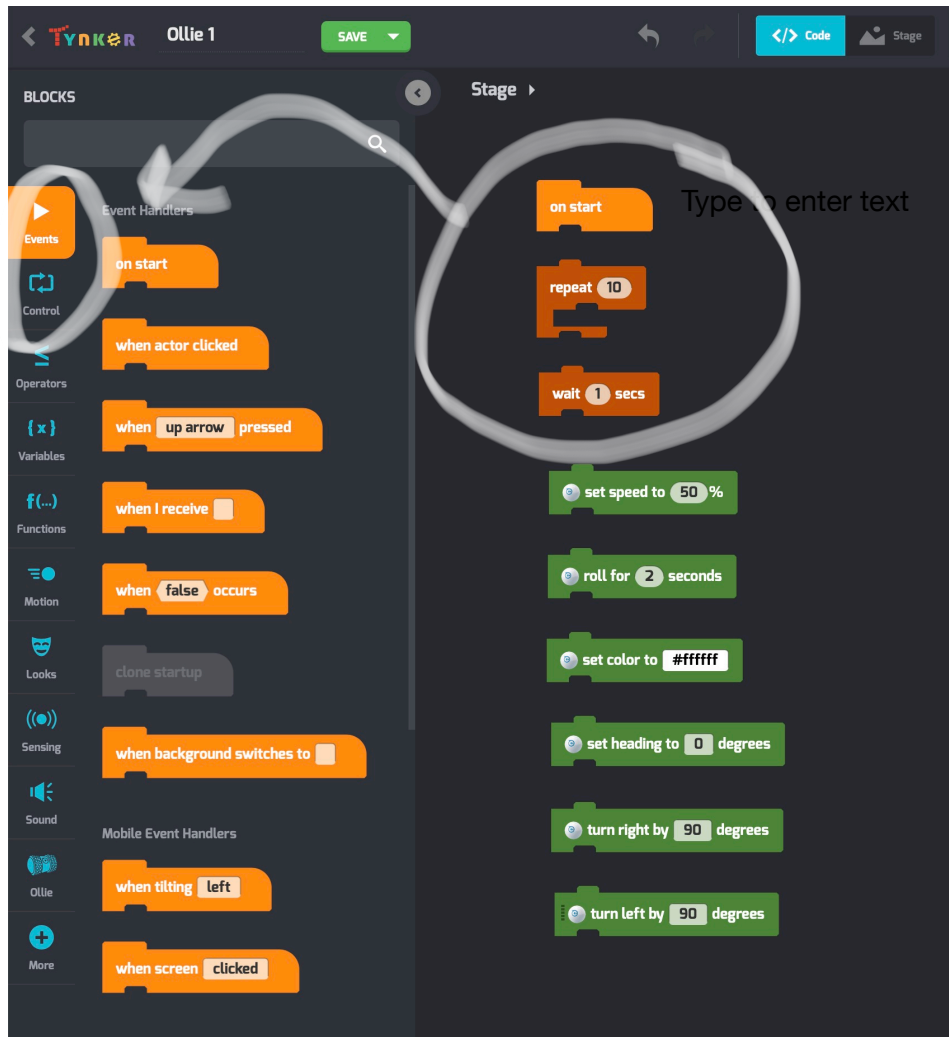 TYNKER Ollie 1 SAVE </> Code Stage
BLOCKS
Stage
Events
Control
Operators
{x}
Variables
f(...)
Functions
Motion
Looks
Sensing
Sound
Ollie
More
Event Handlers
on start
when actor clicked
when up arrow pressed
when I receive
when false occurs
clone startup
when background switches to
Mobile Event Handlers
when tilting left
when screen clicked
on start
Type to enter text
repeat 10
wait 1 secs
set speed to 50 %
roll for 2 seconds
set color to #ffffff
set heading to 0 degrees
turn right by 90 degrees
turn left by 90 degrees